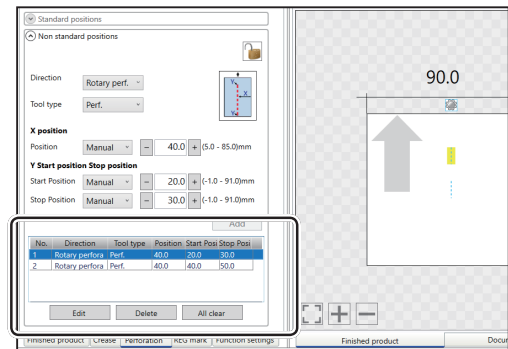 Standard positions
Non standard positions
Direction Rotary perf.
Tool type Perf.
Y
X
Y
X position
Position Manual − 40.0 + (5.0 - 85.0)mm
Y Start position Stop position
Start Position Manual − 20.0 + (-1.0 - 91.0)mm
Stop Position Manual − 30.0 + (-1.0 - 91.0)mm
Add
No. Direction Tool type Position Start Posi Stop Posi
1 Rotary perfora Perf. 40.0 20.0 30.0
2 Rotary perfora Perf. 40.0 40.0 50.0
Edit Delete All clear
Finished product Crease Perforation REG mark Function settings
90.0
Finished product Docu